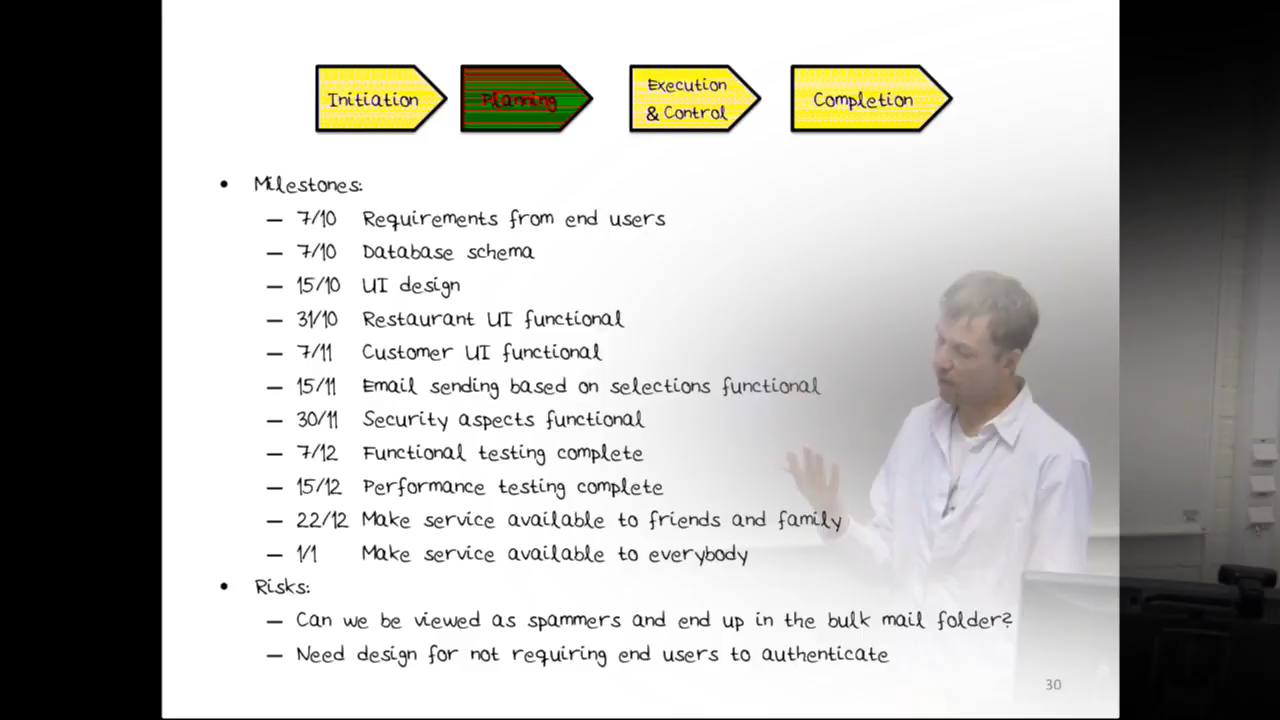 Initiation
Planning
Execution
& Control
Completion
• Milestones:
– 7/10 Requirements from end users
– 7/10 Database schema
– 15/10 UI design
– 31/10 Restaurant UI functional
– 7/11 Customer UI functional
– 15/11 Email sending based on selections functional
– 30/11 Security aspects functional
– 7/12 Functional testing complete
– 15/12 Performance testing complete
– 22/12 Make service available to friends and family
– 1/1 Make service available to everybody
• Risks:
– Can we be viewed as spammers and end up in the bulk mail folder?
– Need design for not requiring end users to authenticate
30